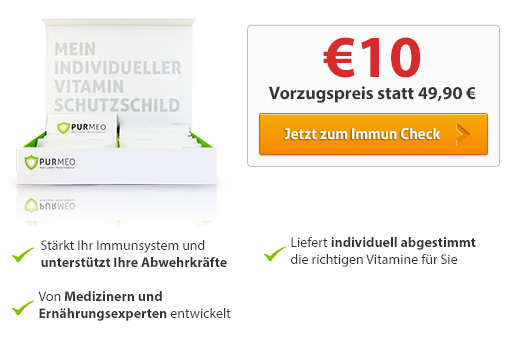 MEIN
INDIVIDUELLER
VITAMIN
SCHUTZSCHILD
PURMEO
PURMEO
€10
Vorzugspreis statt 49,90 €
Jetzt zum Immun Check
Stärkt Ihr Immunsystem und
unterstützt Ihre Abwehrkräfte
Liefert individuell abgestimmt
die richtigen Vitamine für Sie
Von Medizinern und
Ernährungsexperten entwickelt